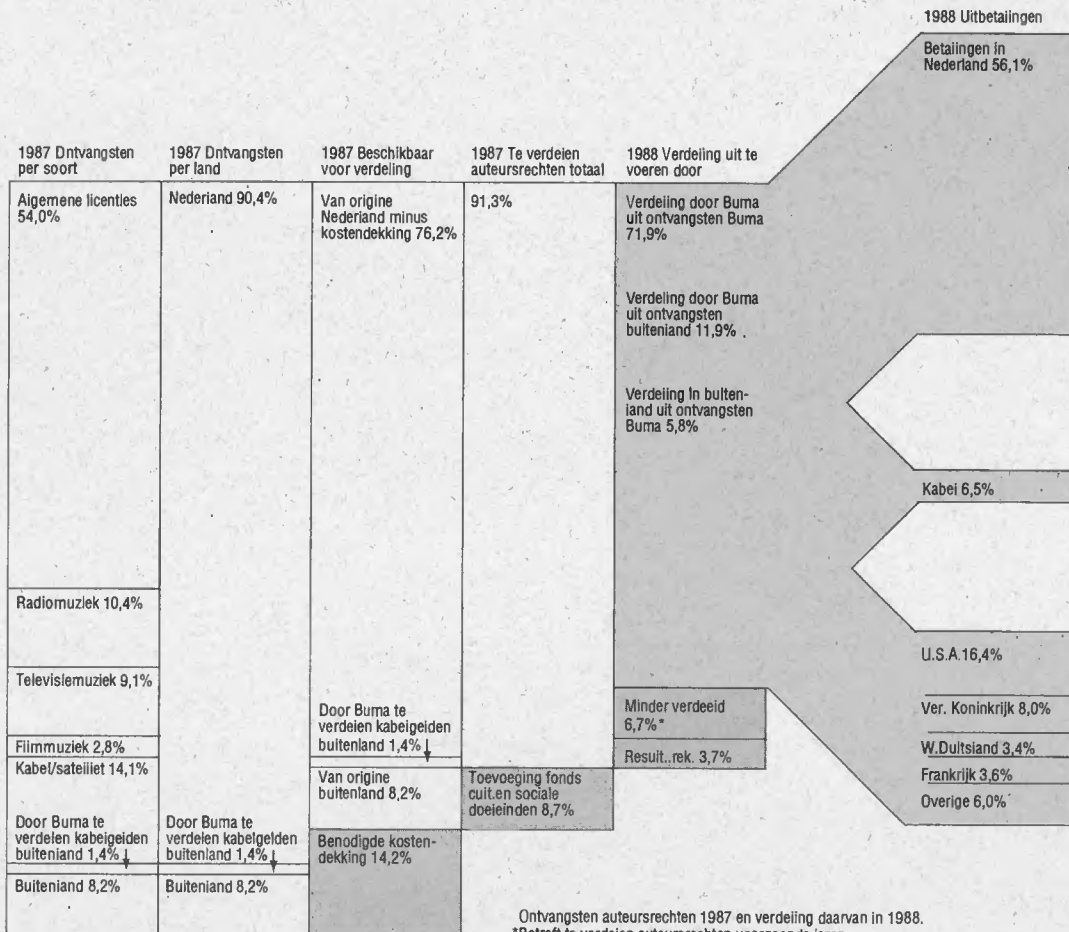 1987 Ontvangsten
per soort
Algemene licenties
54,0%
Radiomuziek 10,4%
Televisiemuziek 9,1%
Filmmuziek 2,8%
Kabel/satelliet 14,1%
Door Buma te
verdelen kabelgelden
buitenland 1,4%
Buitenland 8,2%
1987 Ontvangsten
per land
Nederland 90,4%
Door Buma te
verdelen kabelgelden
buitenland 1,4%
Buitenland 8,2%
1987 Beschikbaar
voor verdeling
Van origine
Nederland minus
kostendekking 76,2%
Door Buma te
verdelen kabelgelden
buitenland 1,4%
Van origine
buitenland 8,2%
Benodigde kosten-
dekking 14,2%
1987 Te verdelen
auteursrechten totaal
91,3%
Toevoeging fonds
cult.en sociale
doeleinden 8,7%
1988 Verdeling uit te
voeren door
Verdeling door Buma
uit ontvangsten Buma
71,9%
Verdeling door Buma
uit ontvangsten
buitenland 11,9%
Verdeling in buiten-
land uit ontvangsten
Buma 5,8%
Minder verdeeld
6,7%*
Result..rek. 3,7%
1988 Uitbetalingen
Betalingen in
Nederland 56,1%
Kabel 6,5%
U.S.A.16,4%
Ver. Koninkrijk 8,0%
W.Duitsland 3,4%
Frankrijk 3,6%
Overige 6,0%
Ontvangsten auteursrechten 1987 en verdeling daarvan in 1988.